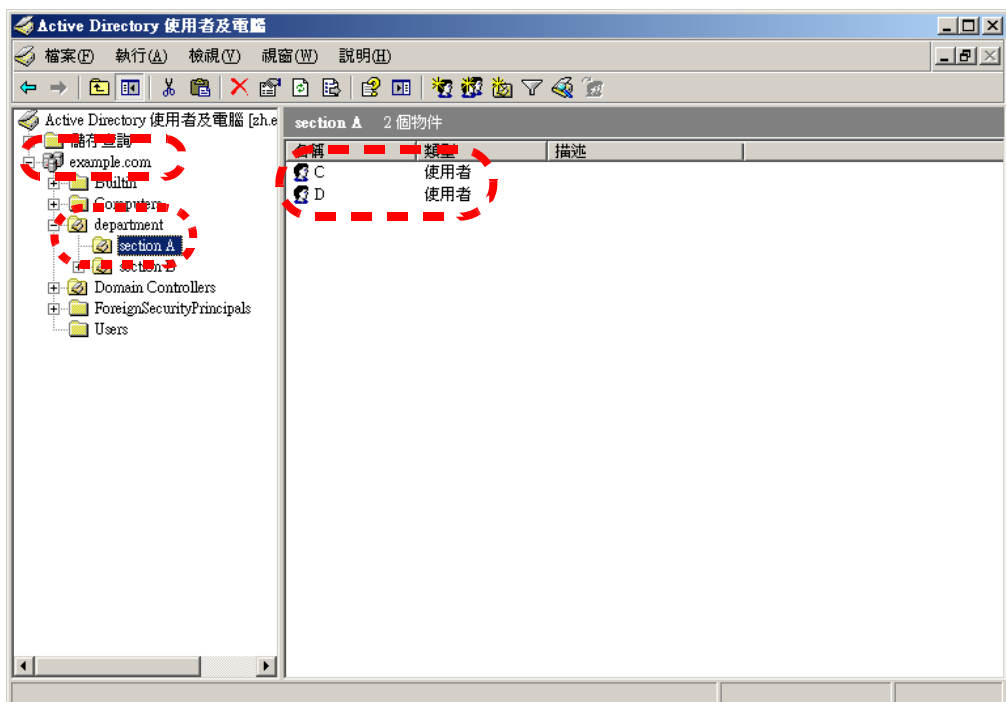 Active Directory 使用者及電腦
檔案(F) 執行(A) 檢視(V) 視窗(W) 說明(H)
Active Directory 使用者及電腦 [zh.e
儲存查詢
example.com
Builtin
Computers
department
section A
section B
Domain Controllers
ForeignSecurityPrincipals
Users
section A 2 個物件
名稱 類型 描述
C 使用者
D 使用者